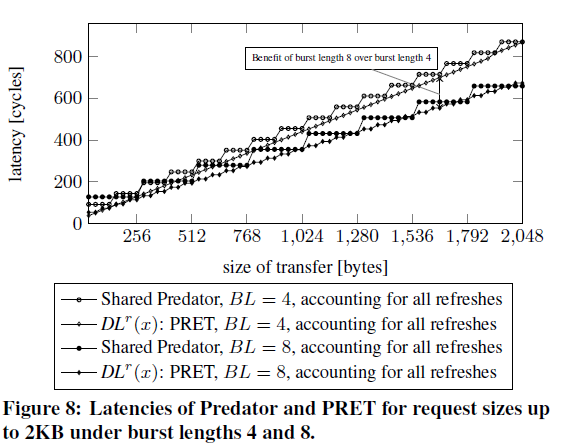 Benefit of burst length 8 over burst length 4
latency [cycles]
800
600
400
200
0
256 512 768 1,024 1,280 1,536 1,792 2,048
size of transfer [bytes]
Shared Predator, BL = 4, accounting for all refreshes
DLʳ(x): PRET, BL = 4, accounting for all refreshes
Shared Predator, BL = 8, accounting for all refreshes
DLʳ(x): PRET, BL = 8, accounting for all refreshes
Figure 8: Latencies of Predator and PRET for request sizes up
to 2KB under burst lengths 4 and 8.